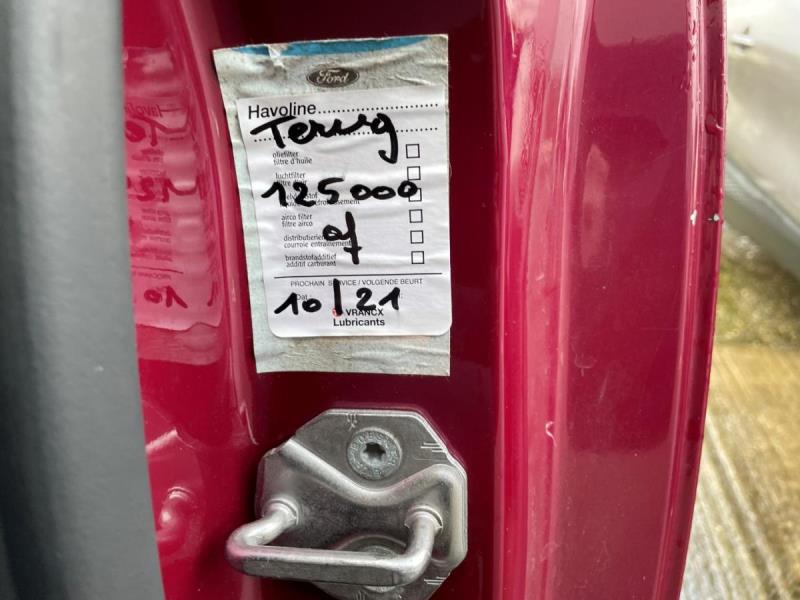 Ford
Havoline
Terug
oliefilter
filtre d'huile
luchtfilter
125000
airco filter
filtre airco
of
courroie entraînement
brandstofadditief
additif carburant
PROCHAIN SERVICE / VOLGENDE BEURT
10/21
VRANCX
Lubricants